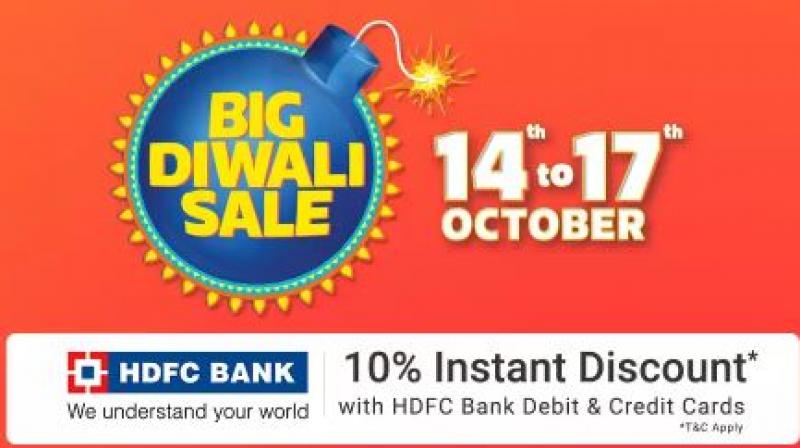 BIG
DIWALI
SALE
14th to 17th
OCTOBER
HDFC BANK
We understand your world
10% Instant Discount*
with HDFC Bank Debit & Credit Cards
*T&C Apply